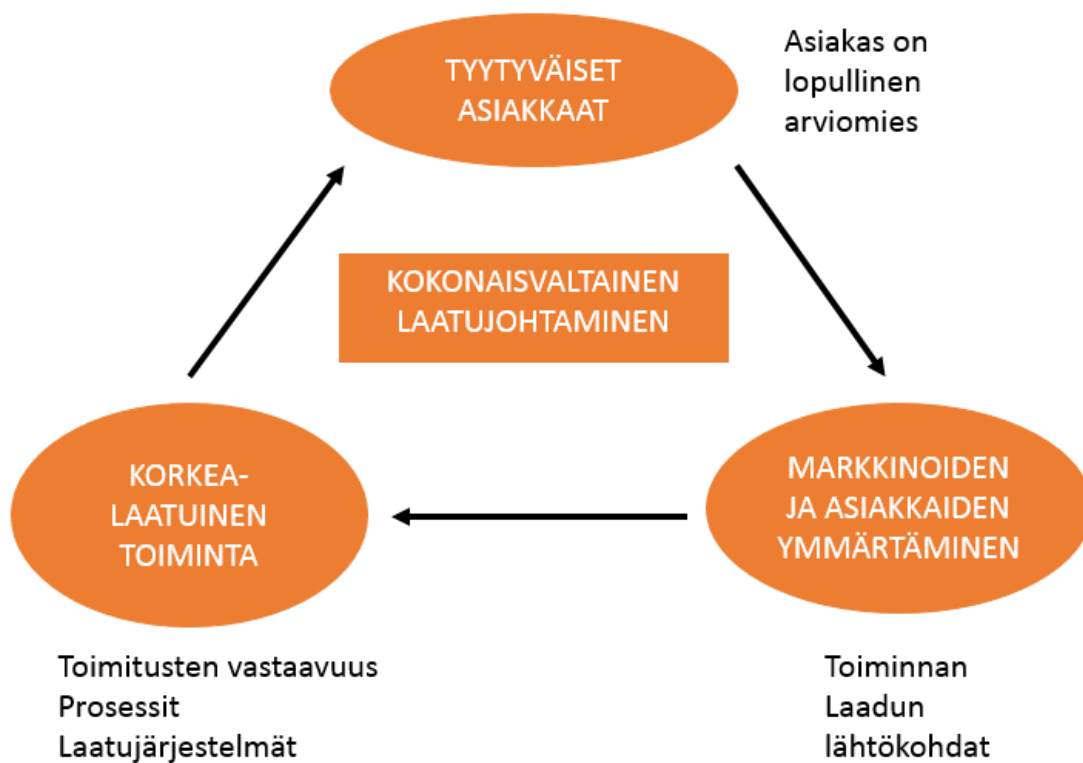 TYYTYVÄISET
ASIAKKAAT
Asiakas on
lopullinen
arviomies
KOKONAISVALTAINEN
LAATUJOHTAMINEN
KORKEA-
LAATUINEN
TOIMINTA
MARKKINOIDEN
JA ASIAKKAIDEN
YMMÄRTÄMINEN
Toimitusten vastaavuus
Prosessit
Laatujärjestelmät
Toiminnan
Laadun
lähtökohdat